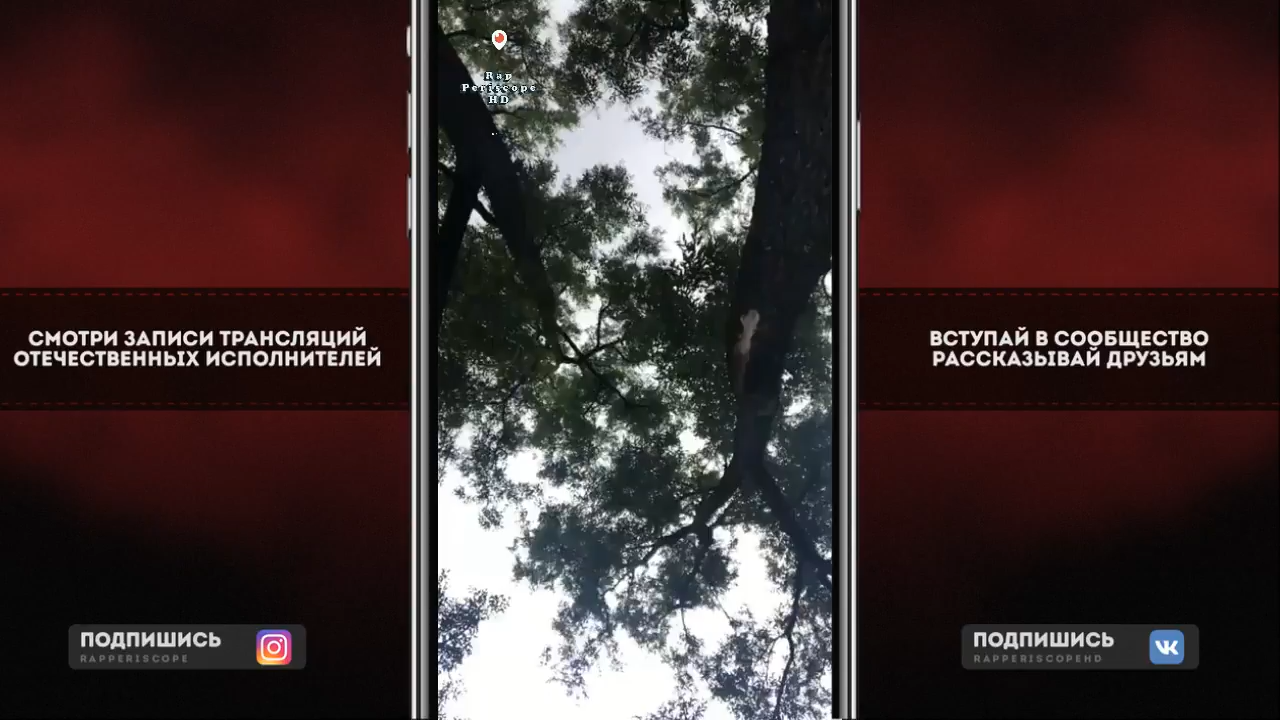 Rap
Periscope
HD
СМОТРИ ЗАПИСИ ТРАНСЛЯЦИЙ
ОТЕЧЕСТВЕННЫХ ИСПОЛНИТЕЛЕЙ
ВСТУПАЙ В СООБЩЕСТВО
РАССКАЗЫВАЙ ДРУЗЬЯМ
ПОДПИШИСЬ
RAPPERISCOPE
ПОДПИШИСЬ
RAPPERISCOPEHD